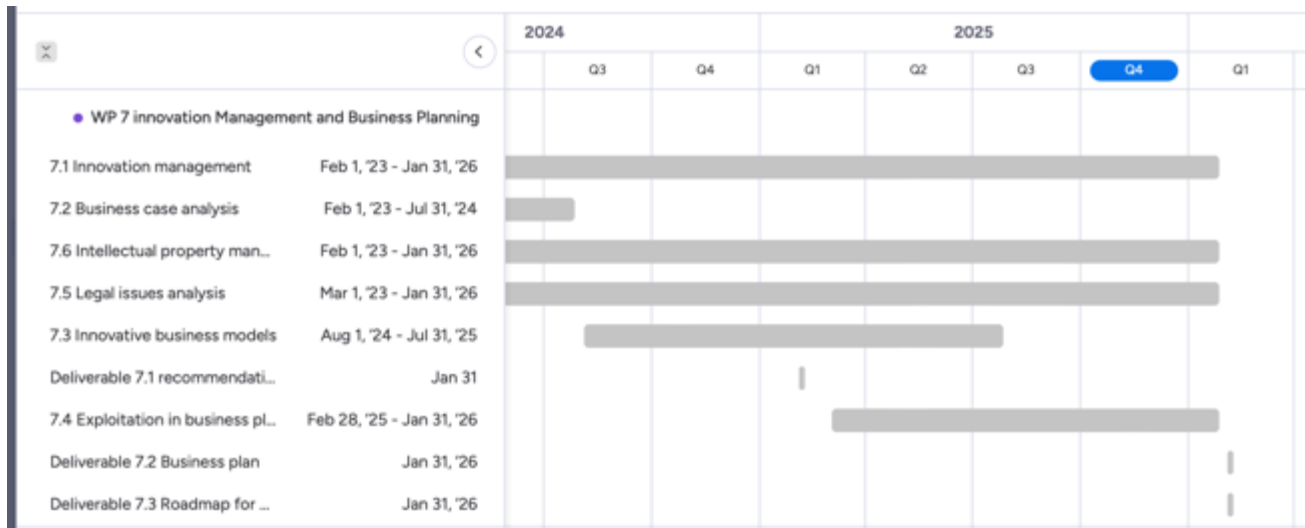 2024 2025
Q3 Q4 Q1 Q2 Q3 Q4 Q1
WP 7 innovation Management and Business Planning
7.1 Innovation management Feb 1, '23 - Jan 31, '26
7.2 Business case analysis Feb 1, '23 - Jul 31, '24
7.6 Intellectual property man... Feb 1, '23 - Jan 31, '26
7.5 Legal issues analysis Mar 1, '23 - Jan 31, '26
7.3 Innovative business models Aug 1, '24 - Jul 31, '25
Deliverable 7.1 recommendati... Jan 31
7.4 Exploitation in business pl... Feb 28, '25 - Jan 31, '26
Deliverable 7.2 Business plan Jan 31, '26
Deliverable 7.3 Roadmap for ... Jan 31, '26